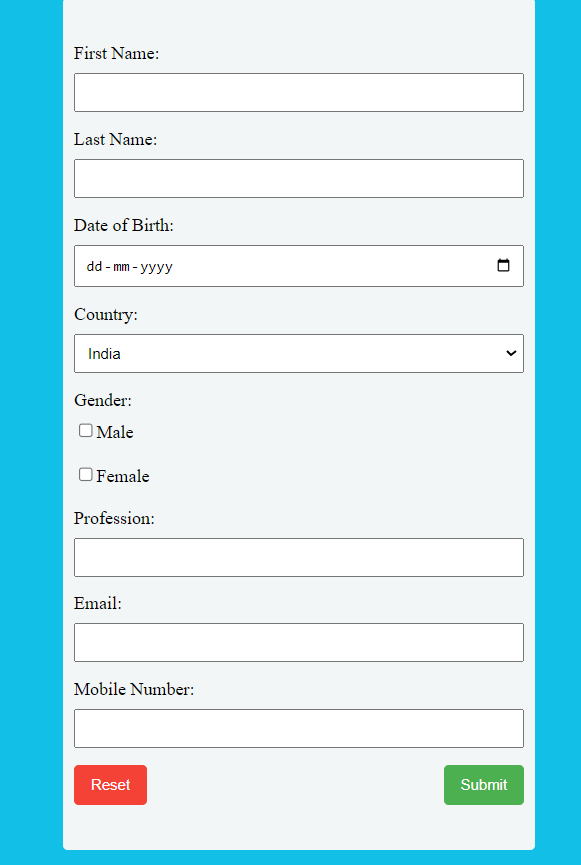 First Name:
Last Name:
Date of Birth:
dd-mm-yyyy
Country:
India
Gender:
Male
Female
Profession:
Email:
Mobile Number:
Reset Submit